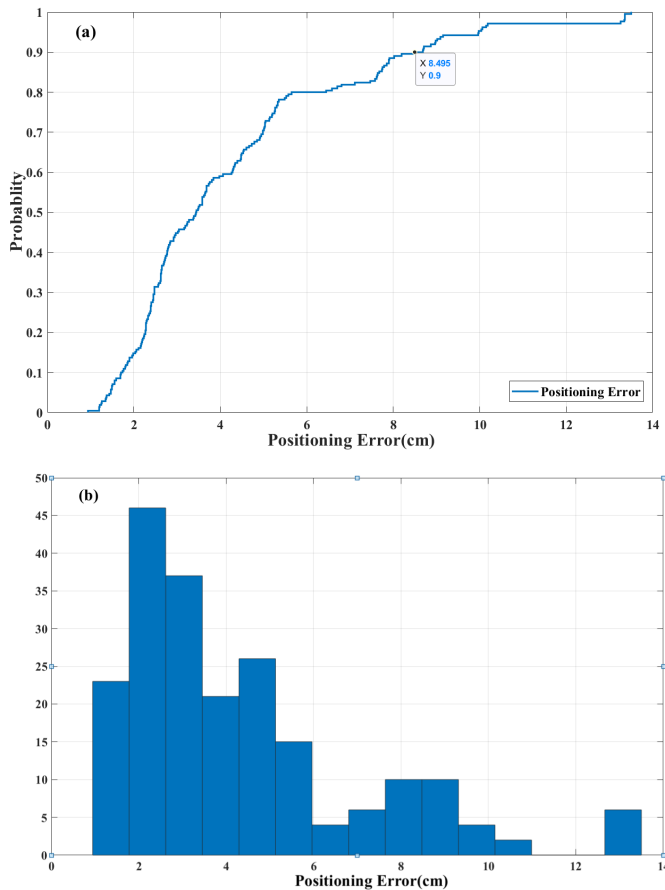 (a)
1
0.9
0.8
0.7
0.6
0.5
0.4
0.3
0.2
0.1
0
Probablity
X 8.495
Y 0.9
Positioning Error
0 2 4 6 8 10 12 14
Positioning Error(cm)
(b)
50
45
40
35
30
25
20
15
10
5
0
0 2 4 6 8 10 12 14
Positioning Error(cm)